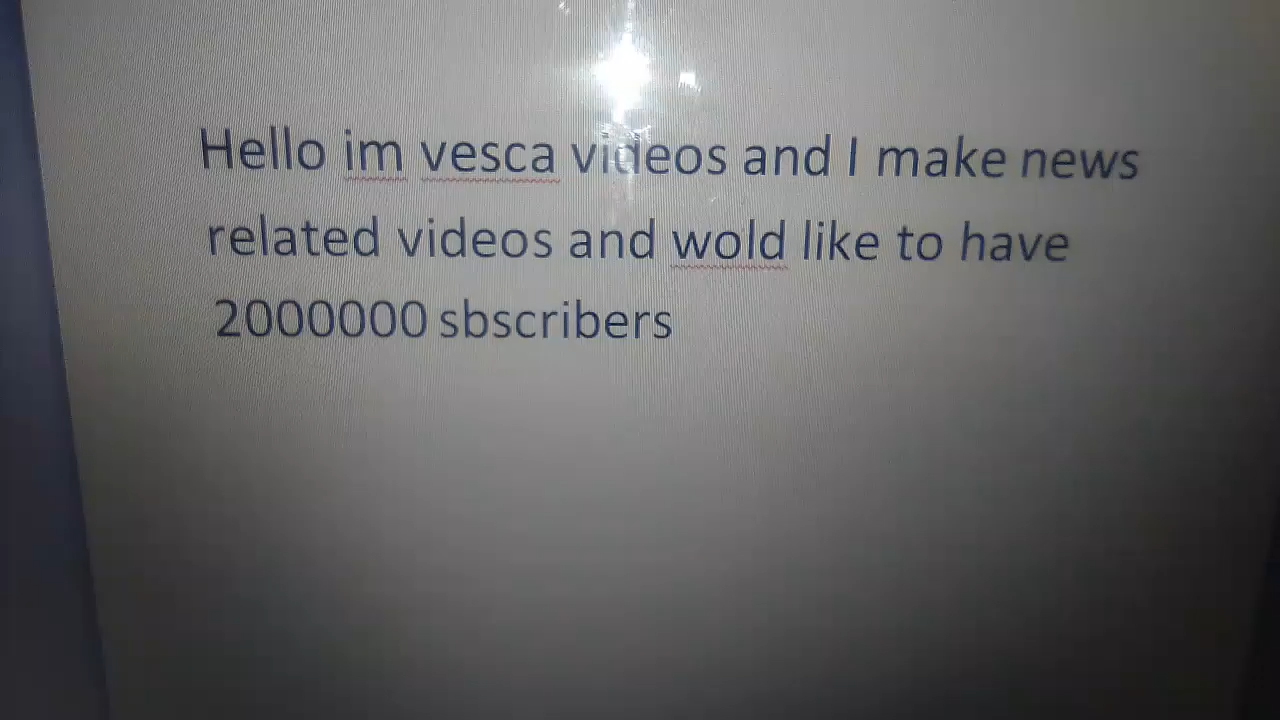 Hello im vesca videos and I make news
related videos and wold like to have
2000000 sbscribers